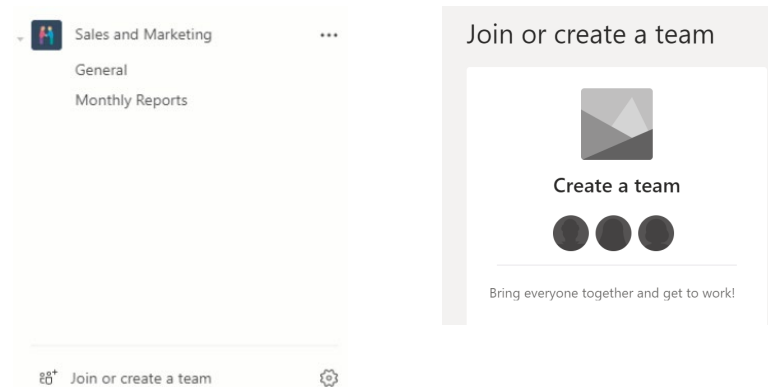 Sales and Marketing
General
Monthly Reports
Join or create a team
Join or create a team
Create a team
Bring everyone together and get to work!